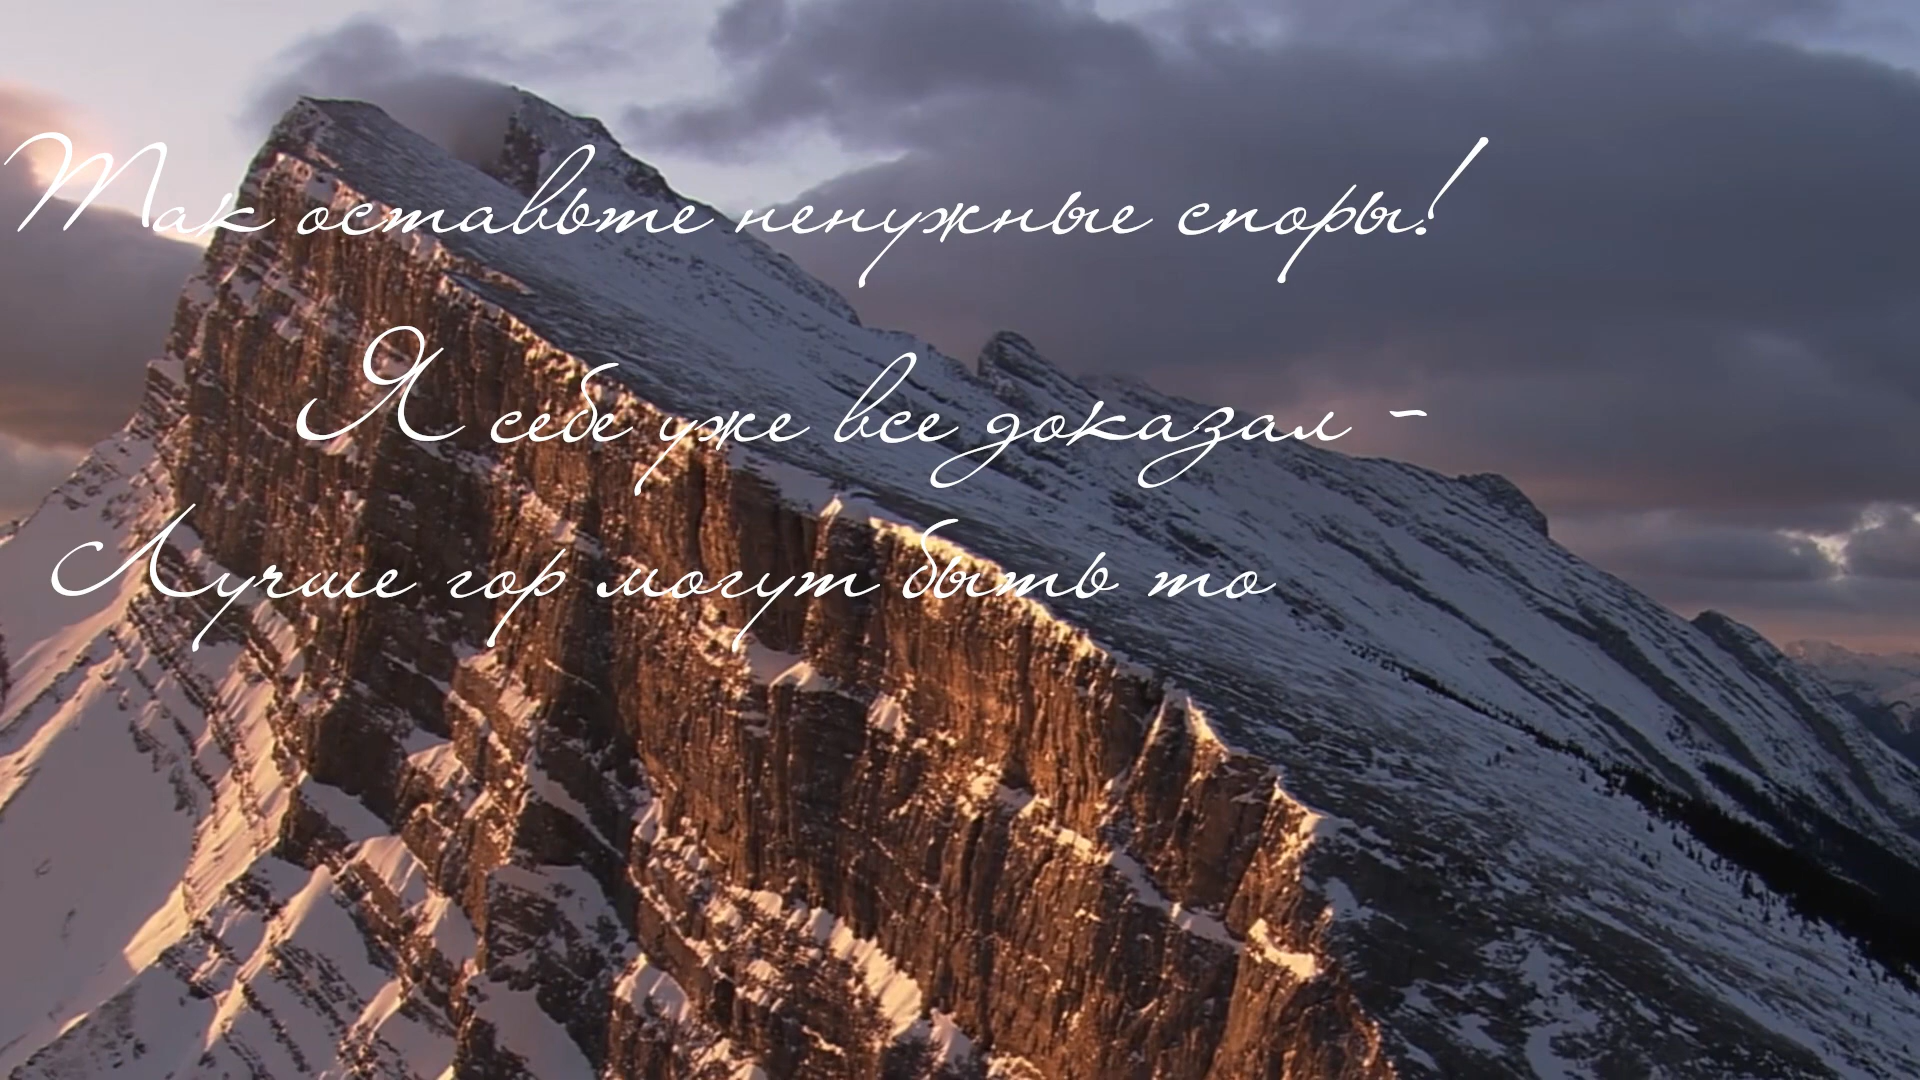 Так оставьте ненужные споры!
Я себе уже все доказал -
Лучше гор могут быть то